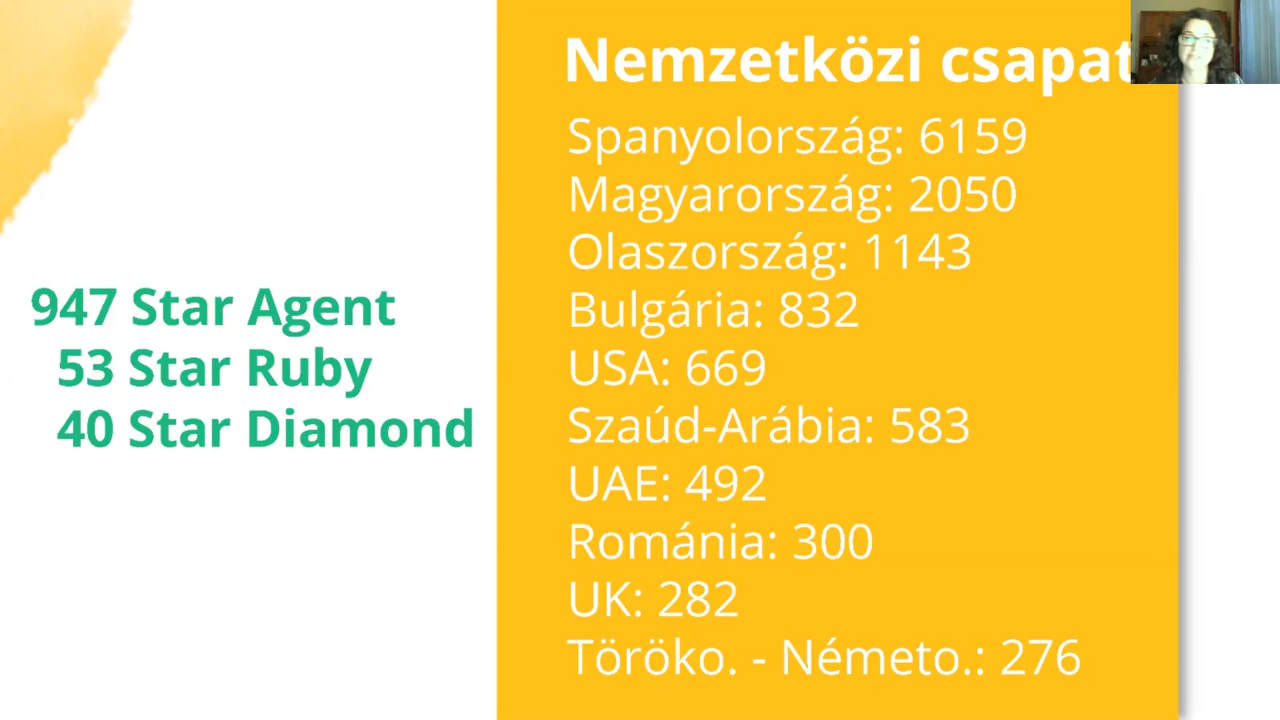 947 Star Agent
53 Star Ruby
40 Star Diamond
Nemzetközi csapat
Spanyolország: 6159
Magyarország: 2050
Olaszország: 1143
Bulgária: 832
USA: 669
Szaúd-Arábia: 583
UAE: 492
Románia: 300
UK: 282
Töröko. - Németo.: 276